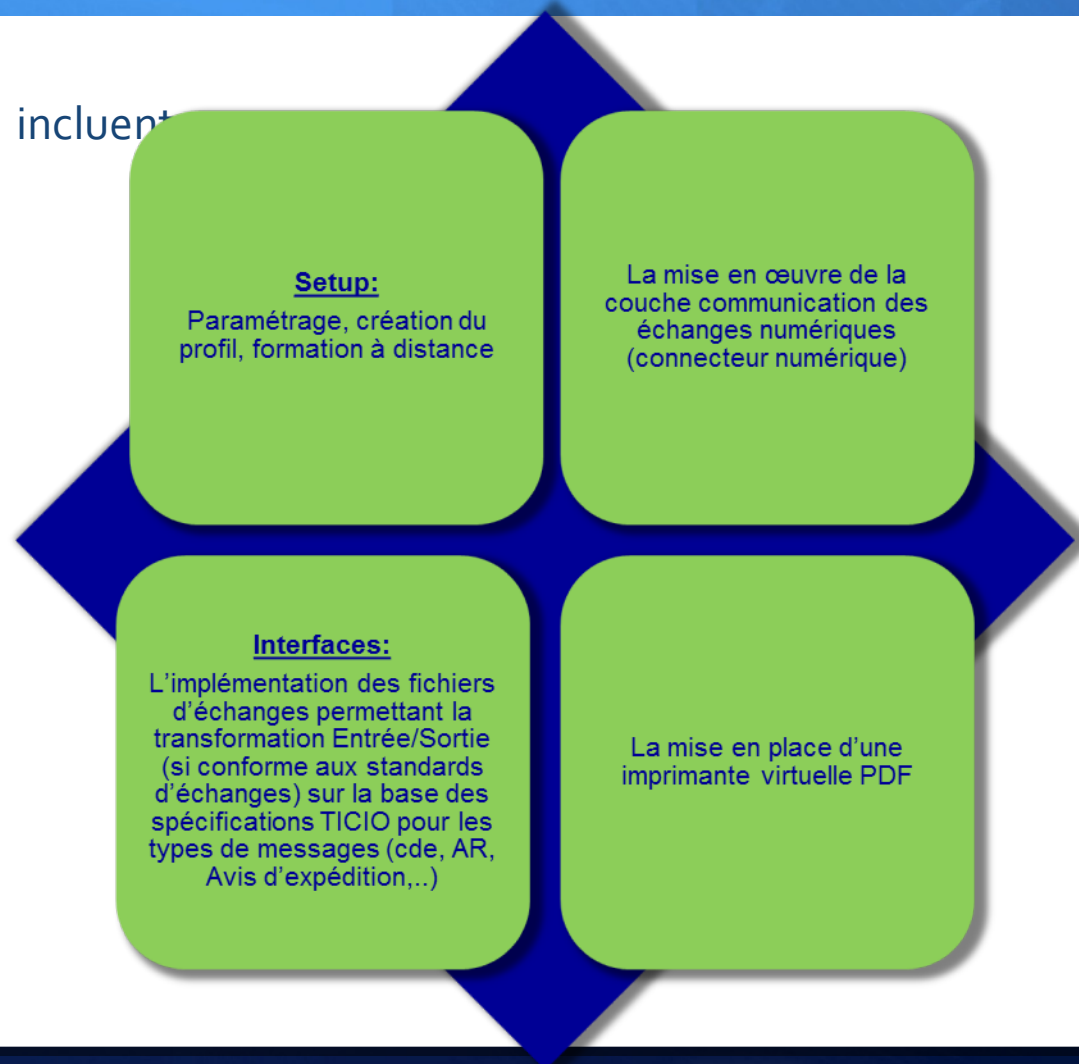 incluent
Setup:
Paramétrage, création du
profil, formation à distance
La mise en œuvre de la
couche communication des
échanges numériques
(connecteur numérique)
Interfaces:
L'implémentation des fichiers
d'échanges permettant la
transformation Entrée/Sortie
(si conforme aux standards
d'échanges) sur la base des
spécifications TICIO pour les
types de messages (cde, AR,
Avis d'expédition,..)
La mise en place d'une
imprimante virtuelle PDF